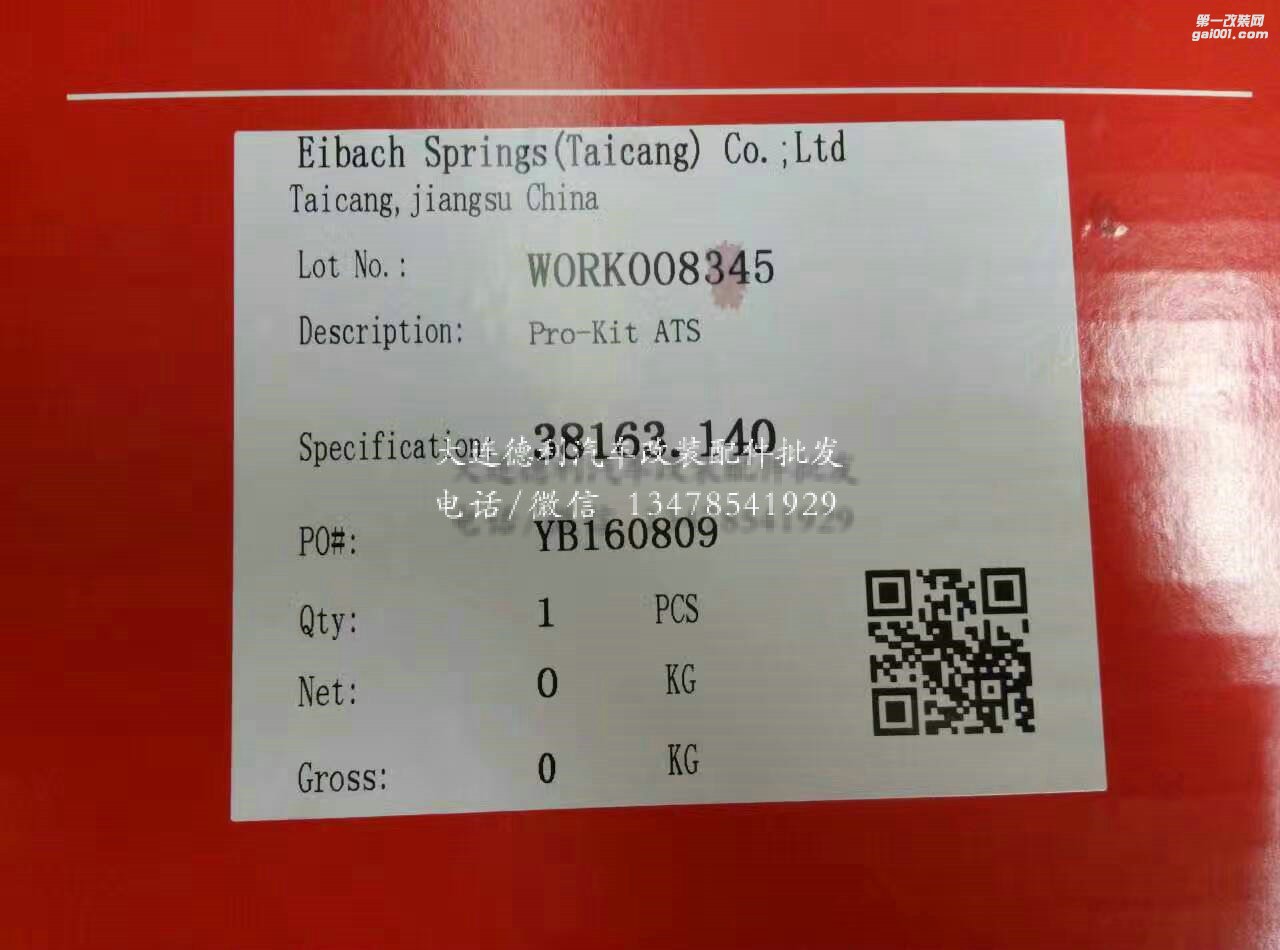 第一改装网
gai001.com
Eibach Springs(Taicang) Co.;Ltd
Taicang,jiangsu China
Lot No.: WORK008345
Description: Pro-Kit ATS
Specification: 38163.140
大连德利汽车改装配件批发
电话/微信 13478541929
PO#: YB160809
Qty: 1 PCS
Net: 0 KG
Gross: 0 KG